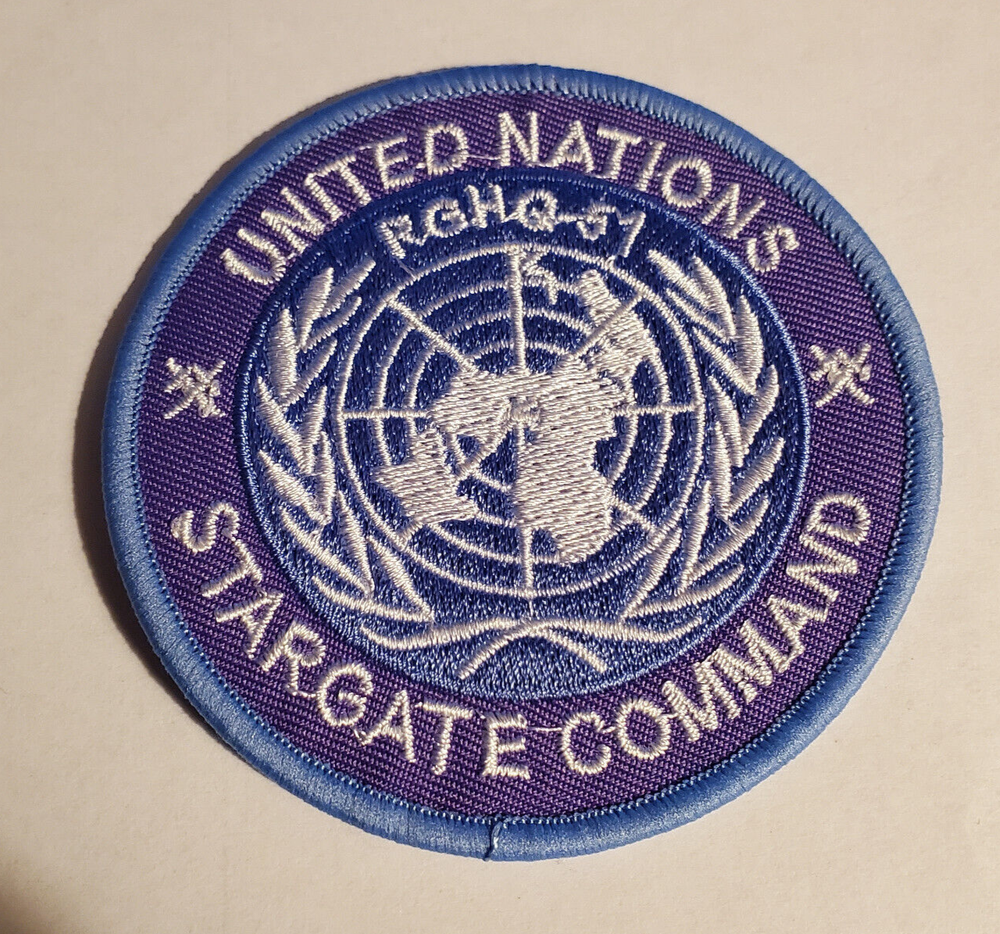 UNITED NATIONS
RGHQ-51
STARGATE COMMAND